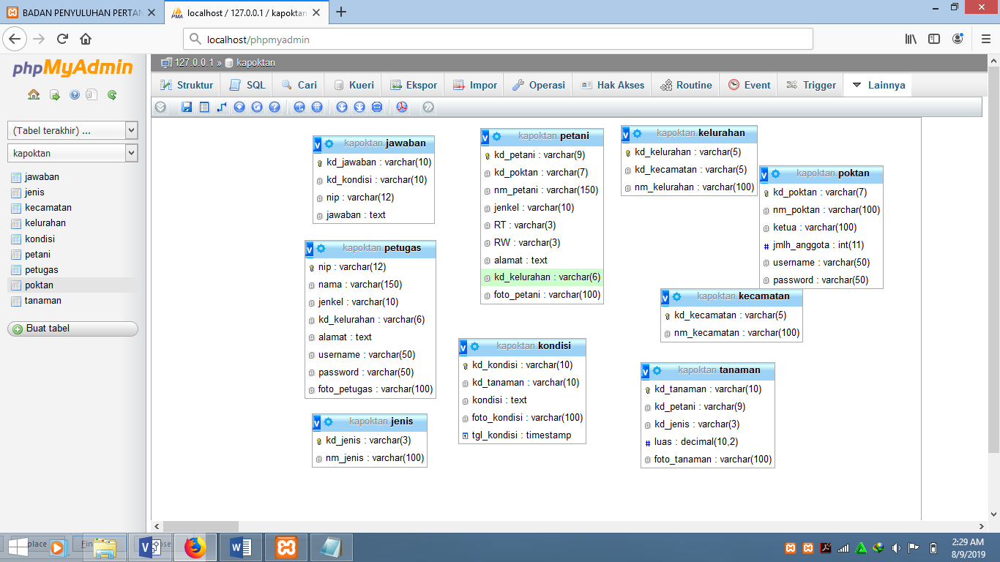 BADAN PENYULUHAN PERTAN
localhost / 127.0.0.1 / kapoktan
localhost/phpmyadmin
phpMyAdmin
127.0.0.1 » kapoktan
Struktur SQL Cari Kueri Ekspor Impor Operasi Hak Akses Routine Event Trigger Lainnya
(Tabel terakhir) ...
kapoktan
jawaban
jenis
kecamatan
kelurahan
kondisi
petani
petugas
poktan
tanaman
Buat tabel
kapoktan.jawaban
kd_jawaban : varchar(10)
kd_kondisi : varchar(10)
nip : varchar(12)
jawaban : text
kapoktan.petani
kd_petani : varchar(9)
kd_poktan : varchar(7)
nm_petani : varchar(150)
jenkel : varchar(10)
RT : varchar(3)
RW : varchar(3)
alamat : text
kd_kelurahan : varchar(6)
foto_petani : varchar(100)
kapoktan.kelurahan
kd_kelurahan : varchar(5)
kd_kecamatan : varchar(5)
nm_kelurahan : varchar(100)
kapoktan.poktan
kd_poktan : varchar(7)
nm_poktan : varchar(100)
ketua : varchar(100)
jmlh_anggota : int(11)
username : varchar(50)
password : varchar(50)
kapoktan.petugas
nip : varchar(12)
nama : varchar(150)
jenkel : varchar(10)
kd_kelurahan : varchar(6)
alamat : text
username : varchar(50)
password : varchar(50)
foto_petugas : varchar(100)
kapoktan.kecamatan
kd_kecamatan : varchar(5)
nm_kecamatan : varchar(100)
kapoktan.kondisi
kd_kondisi : varchar(10)
kd_tanaman : varchar(10)
kondisi : text
foto_kondisi : varchar(100)
tgl_kondisi : timestamp
kapoktan.tanaman
kd_tanaman : varchar(10)
kd_petani : varchar(9)
kd_jenis : varchar(3)
luas : decimal(10,2)
foto_tanaman : varchar(100)
kapoktan.jenis
kd_jenis : varchar(3)
nm_jenis : varchar(100)
2:29 AM
8/9/2019